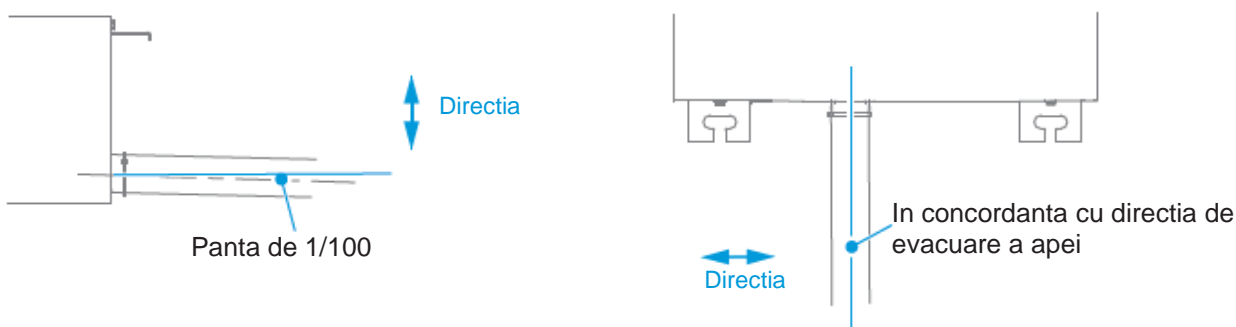 Directia
Panta de 1/100
In concordanta cu directia de
evacuare a apei
Directia